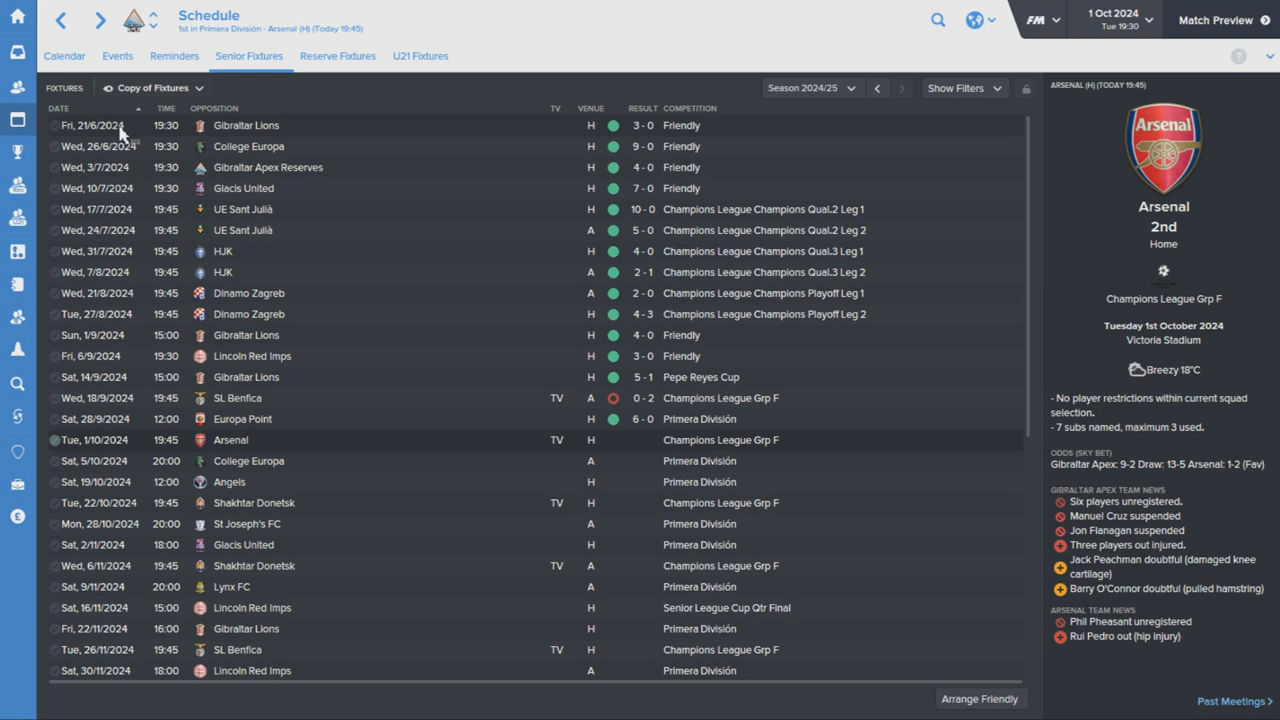 Schedule
1st in Primera División - Arsenal (H) (Today 19:45)
FM
1 Oct 2024
Tue 19:30
Match Preview
Calendar Events Reminders Senior Fixtures Reserve Fixtures U21 Fixtures
?
FIXTURES Copy of Fixtures Season 2024/25 Show Filters
DATE TIME OPPOSITION TV VENUE RESULT COMPETITION
Fri, 21/6/2024 19:30 Gibraltar Lions H 3 - 0 Friendly
Wed, 26/6/2024 19:30 College Europa H 9 - 0 Friendly
Wed, 3/7/2024 19:30 Gibraltar Apex Reserves H 4 - 0 Friendly
Wed, 10/7/2024 19:30 Glacis United H 7 - 0 Friendly
Wed, 17/7/2024 19:45 UE Sant Julià H 10 - 0 Champions League Champions Qual.2 Leg 1
Wed, 24/7/2024 19:45 UE Sant Julià A 5 - 0 Champions League Champions Qual.2 Leg 2
Wed, 31/7/2024 19:45 HJK H 4 - 0 Champions League Champions Qual.3 Leg 1
Wed, 7/8/2024 19:45 HJK A 2 - 1 Champions League Champions Qual.3 Leg 2
Wed, 21/8/2024 19:45 Dinamo Zagreb A 2 - 0 Champions League Champions Playoff Leg 1
Tue, 27/8/2024 19:45 Dinamo Zagreb H 4 - 3 Champions League Champions Playoff Leg 2
Sun, 1/9/2024 15:00 Gibraltar Lions H 4 - 0 Friendly
Fri, 6/9/2024 19:30 Lincoln Red Imps H 3 - 0 Friendly
Sat, 14/9/2024 15:00 Gibraltar Lions H 5 - 1 Pepe Reyes Cup
Wed, 18/9/2024 19:45 SL Benfica TV A 0 - 2 Champions League Grp F
Sat, 28/9/2024 12:00 Europa Point H 6 - 0 Primera División
Tue, 1/10/2024 19:45 Arsenal TV H Champions League Grp F
Sat, 5/10/2024 20:00 College Europa A Primera División
Sat, 19/10/2024 12:00 Angels H Primera División
Tue, 22/10/2024 19:45 Shakhtar Donetsk TV H Champions League Grp F
Mon, 28/10/2024 20:00 St Joseph's FC A Primera División
Sat, 2/11/2024 18:00 Glacis United H Primera División
Wed, 6/11/2024 19:45 Shakhtar Donetsk TV A Champions League Grp F
Sat, 9/11/2024 20:00 Lynx FC A Primera División
Sat, 16/11/2024 15:00 Lincoln Red Imps H Senior League Cup Qtr Final
Fri, 22/11/2024 16:00 Gibraltar Lions H Primera División
Tue, 26/11/2024 19:45 SL Benfica TV H Champions League Grp F
Sat, 30/11/2024 18:00 Lincoln Red Imps A Primera División
Arrange Friendly
ARSENAL (H) (TODAY 19:45)
Arsenal
Arsenal
2nd
Home
Champions League Grp F
Tuesday 1st October 2024
Victoria Stadium
Breezy 18°C
- No player restrictions within current squad
selection.
- 7 subs named, maximum 3 used.
ODDS (SKY BET)
Gibraltar Apex: 9-2 Draw: 13-5 Arsenal: 1-2 (Fav)
GIBRALTAR APEX TEAM NEWS
Six players unregistered.
Manuel Cruz suspended
Jon Flanagan suspended
Three players out injured.
Jack Peachman doubtful (damaged knee
cartilage)
Barry O'Connor doubtful (pulled hamstring)
ARSENAL TEAM NEWS
Phil Pheasant unregistered
Rui Pedro out (hip injury)
Past Meetings>